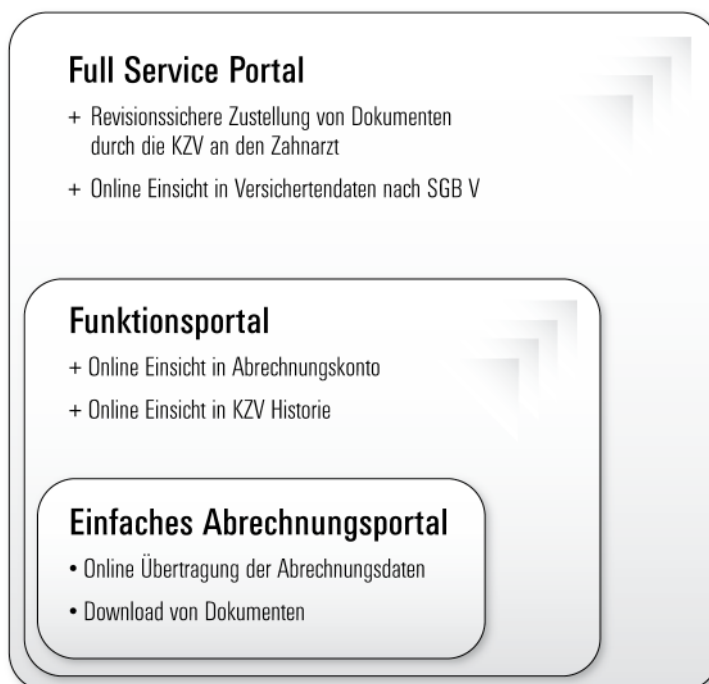 Full Service Portal
+ Revisionssichere Zustellung von Dokumenten
durch die KZV an den Zahnarzt
+ Online Einsicht in Versichertendaten nach SGB V
Funktionsportal
+ Online Einsicht in Abrechnungskonto
+ Online Einsicht in KZV Historie
Einfaches Abrechnungsportal
• Online Übertragung der Abrechnungsdaten
• Download von Dokumenten